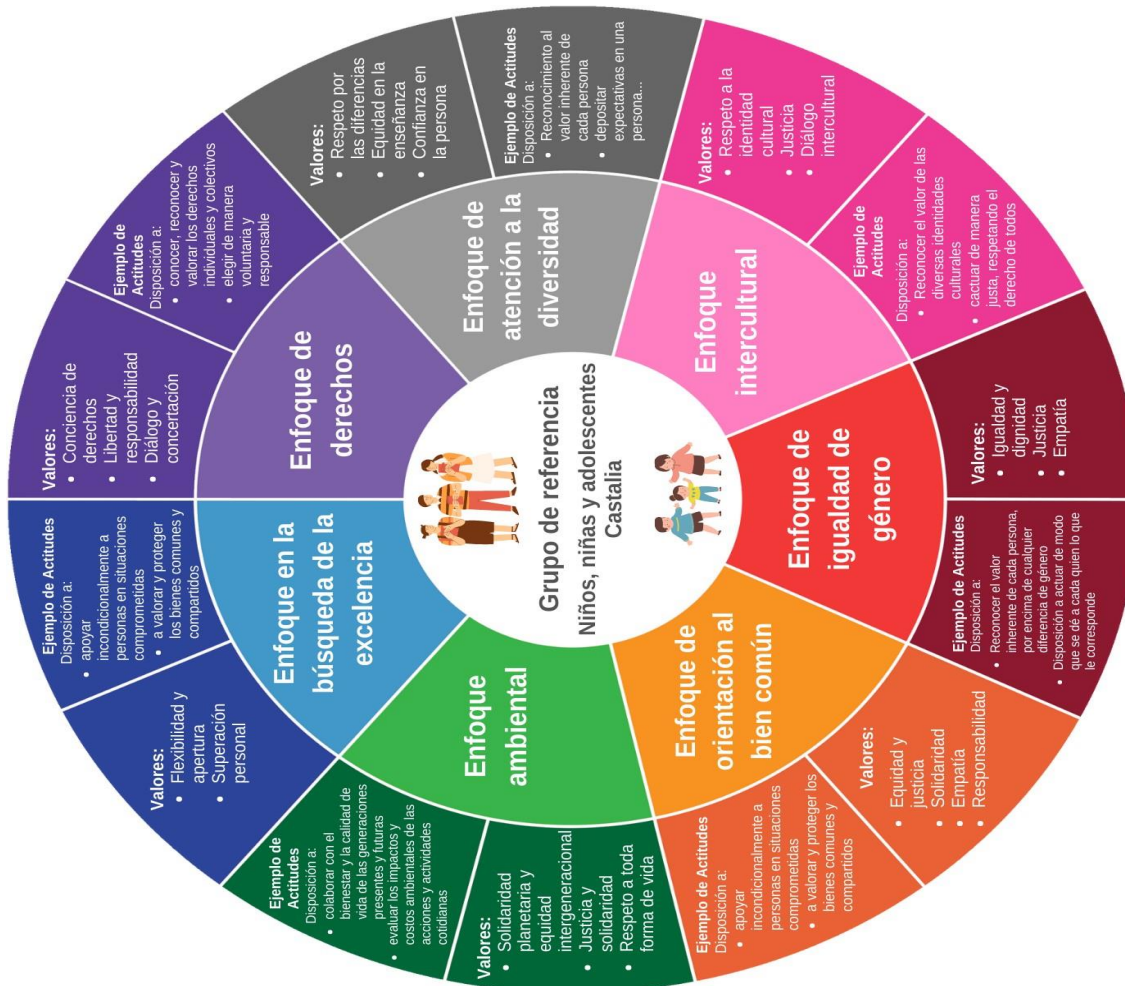 Grupo de referencia
Niños, niñas y adolescentes
Castalia
Enfoque de
derechos
Valores:
• Conciencia de
derechos
• Libertad y
responsabilidad
• Diálogo y
concertación
Ejemplo de
Actitudes
Disposición a:
• conocer, reconocer y
valorar los derechos
individuales y colectivos
• elegir de manera
voluntaria y
responsable
Enfoque de
atención a la
diversidad
Valores:
• Respeto por
las diferencias
• Equidad en la
enseñanza
• Confianza en
la persona
Ejemplo de Actitudes
Disposición a:
• Reconocimiento al
valor inherente de
cada persona
• depositar
expectativas en una
persona...
Enfoque
intercultural
Valores:
• Respeto a la
identidad
cultural
• Justicia
• Diálogo
intercultural
Ejemplo de
Actitudes
Disposición a:
• Reconocer el valor de las
diversas identidades
culturales
• cactuar de manera
justa, respetando el
derecho de todos
Enfoque de
igualdad de
género
Valores:
• Igualdad y
dignidad
• Justicia
• Empatía
Ejemplo de Actitudes
Disposición a:
• Reconocer el valor
inherente de cada persona,
por encima de cualquier
diferencia de género
• Disposición a actuar de modo
que se dé a cada quien lo que
le corresponde
Enfoque de
orientación al
bien común
Valores:
• Equidad y
justicia
• Solidaridad
• Empatía
• Responsabilidad
Ejemplo de Actitudes
Disposición a:
• apoyar
incondicionalmente a
personas en situaciones
comprometidas
• a valorar y proteger los
bienes comunes y
compartidos
Enfoque
ambiental
Valores:
• Solidaridad
planetaria y
equidad
intergeneracional
• Justicia y
solidaridad
• Respeto a toda
forma de vida
Ejemplo de
Actitudes
Disposición a:
• colaborar con el
bienestar y la calidad de
vida de las generaciones
presentes y futuras
• evaluar los impactos y
costos ambientales de las
acciones y actividades
cotidianas
Enfoque en la
búsqueda de la
excelencia
Valores:
• Flexibilidad y
apertura
• Superación
personal
Ejemplo de Actitudes
Disposición a:
• apoyar
incondicionalmente a
personas en situaciones
comprometidas
• a valorar y proteger
los bienes comunes y
compartidos